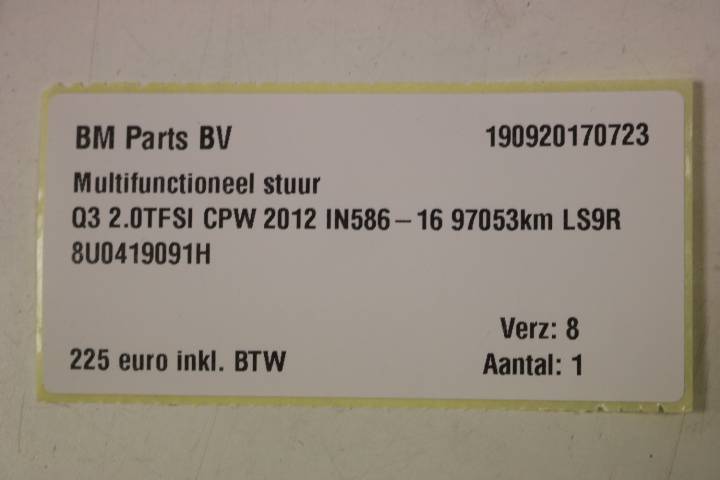 BM Parts BV 190920170723
Multifunctioneel stuur
Q3 2.0TFSI CPW 2012 IN586-16 97053km LS9R
8U0419091H
Verz: 8
225 euro inkl. BTW Aantal: 1